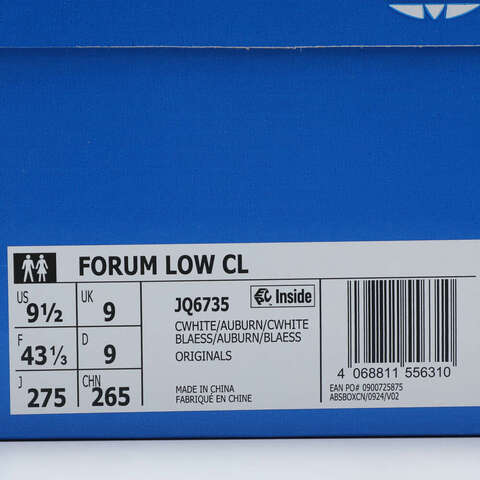 FORUM LOW CL
US 9½ UK 9
F 43⅓ D 9
J 275 CHN 265
JQ6735
Inside
CWHITE/AUBURN/CWHITE
BLAESS/AUBURN/BLAESS
ORIGINALS
MADE IN CHINA
FABRIQUÉ EN CHINE
4 068811 556310
EAN PO# 0900725875
ABSBOXCN/0924/V02